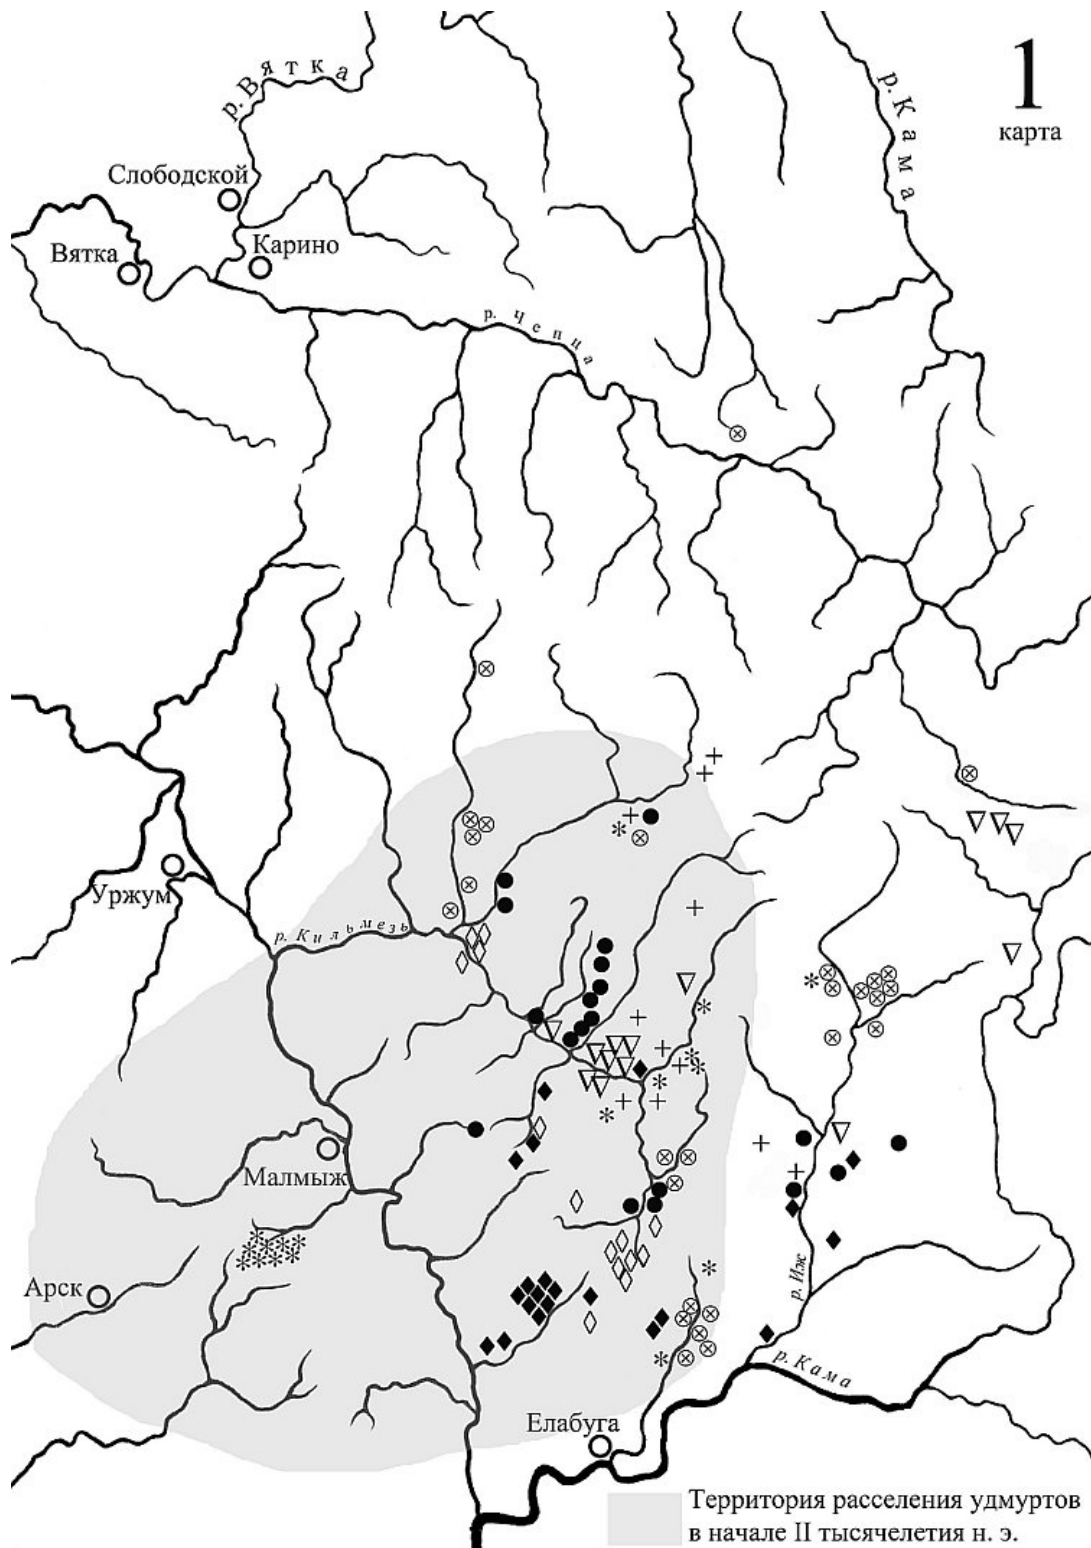 1
карта
р. Вятка
р. Кама
Слободской
Карино
Вятка
р. Чепца
Уржум
р. Кильмезь
Малмыж
Арск
р. Иж
р. Кама
Елабуга
Территория расселения удмуртов
в начале II тысячелетия н. э.